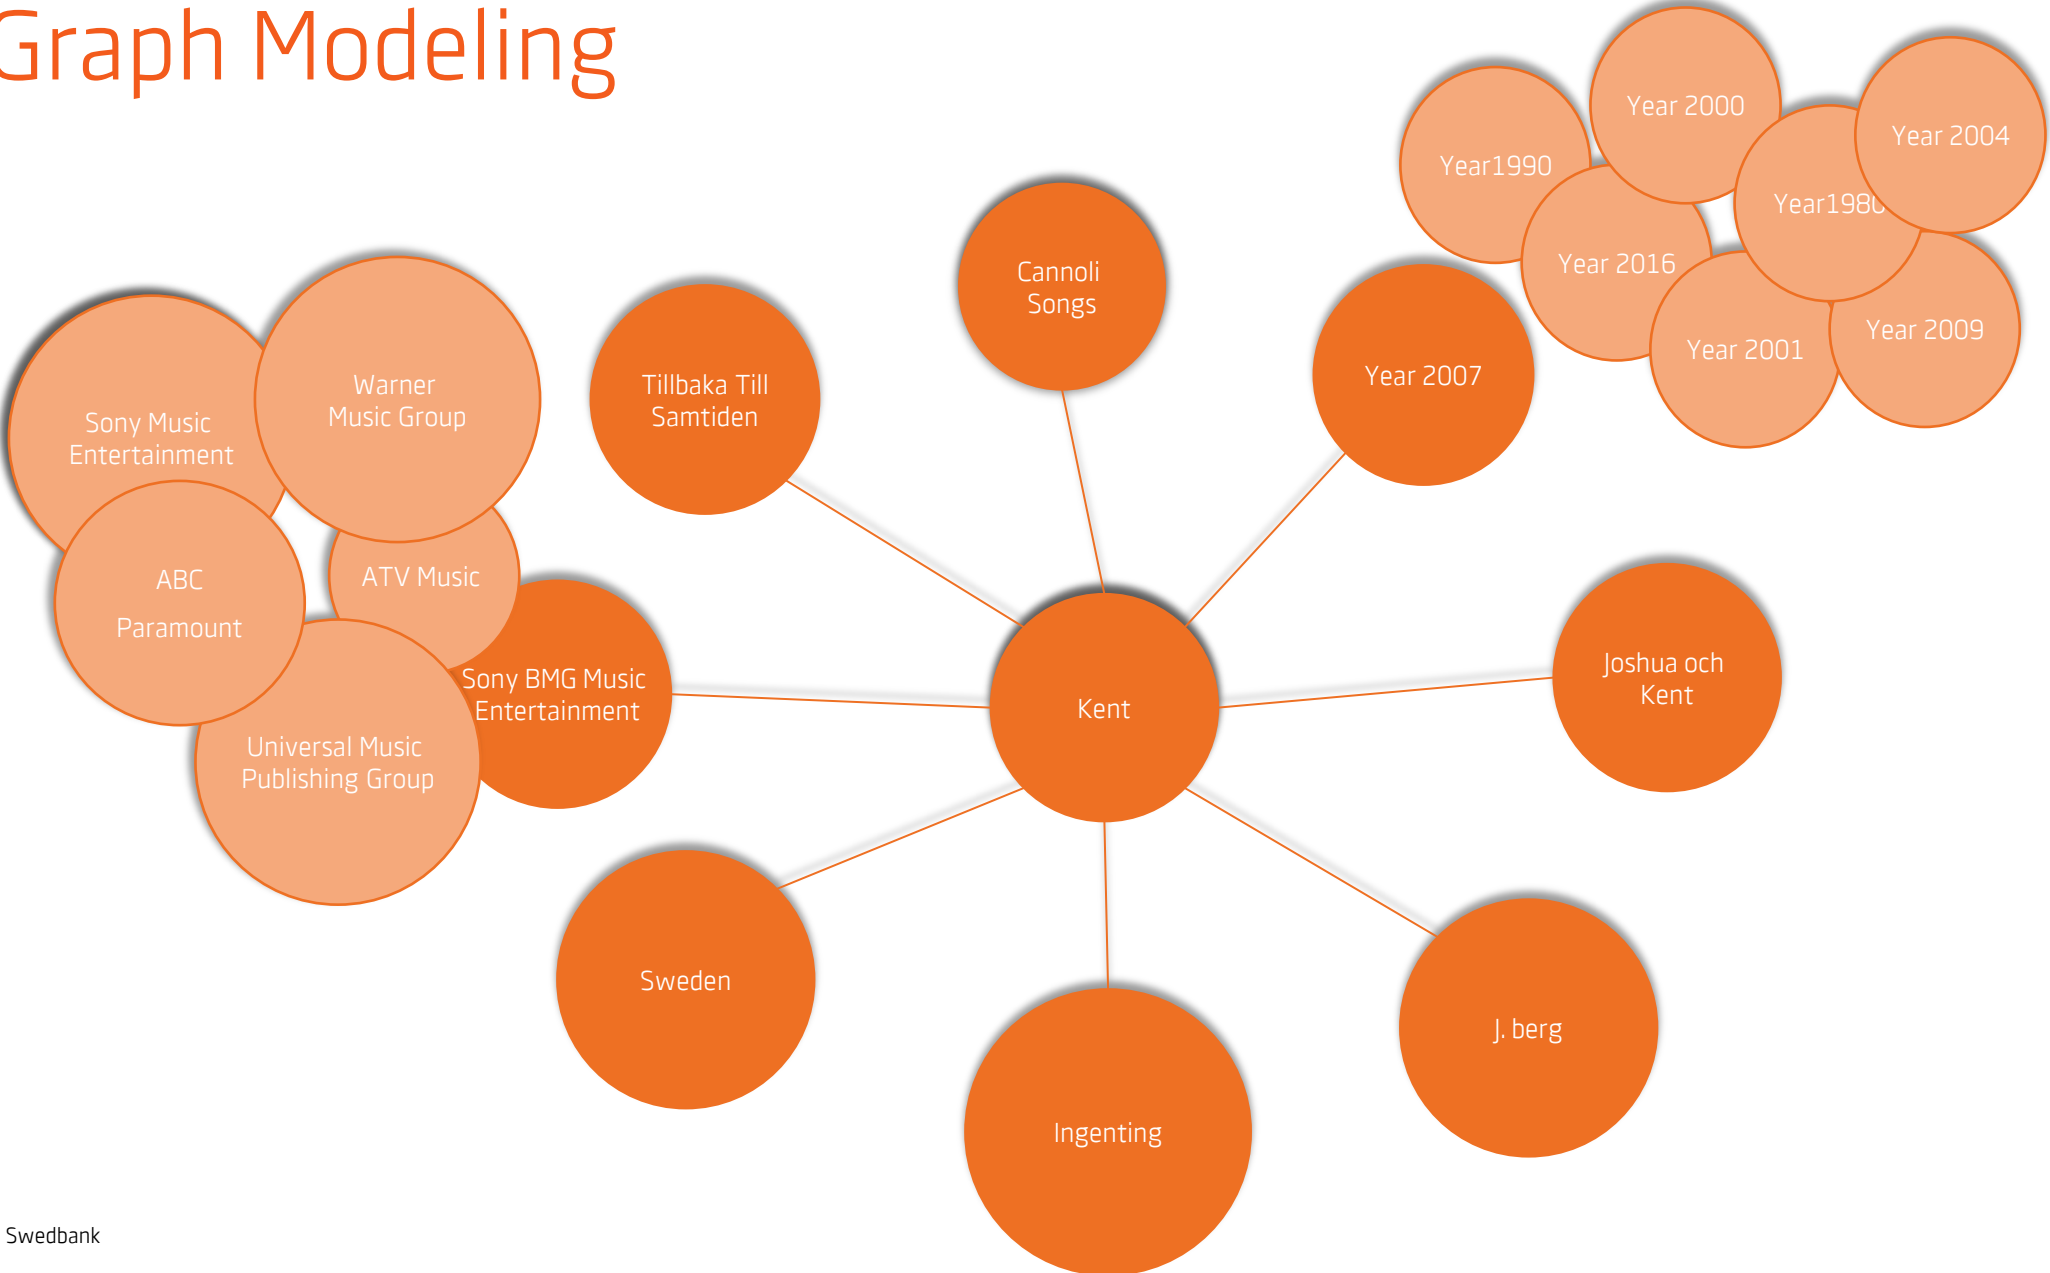 Graph Modeling
Year 2000
Year 2004
Year1990
Year1980
Year 2016
Year 2001
Year 2009
Cannoli
Songs
Year 2007
Tillbaka Till
Samtiden
Warner
Music Group
Sony Music
Entertainment
ATV Music
ABC
Paramount
Sony BMG Music
Entertainment
Universal Music
Publishing Group
Kent
Joshua och
Kent
Sweden
J. berg
Ingenting
Swedbank